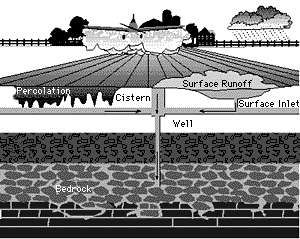 Surface Runoff
Percolation
Cistern
Surface Inlet
Well
Bedrock